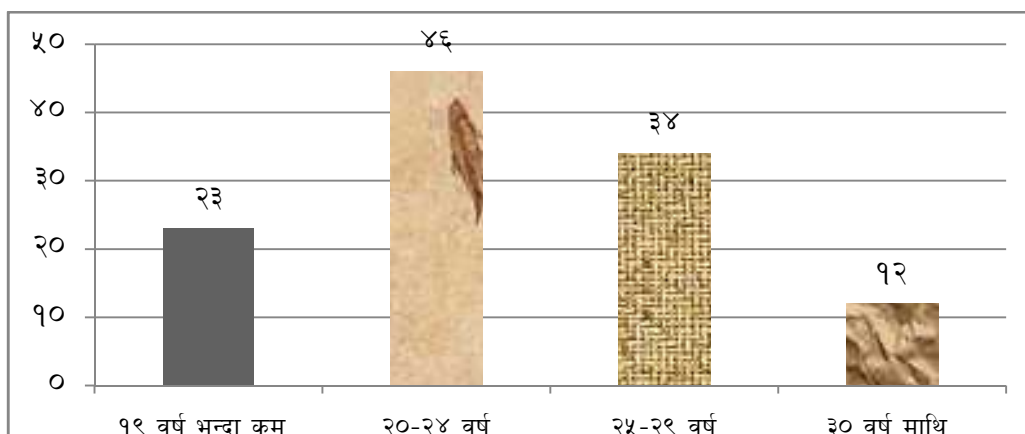 ५०
४०
३०
२०
१०
०
२३
४६
३४
१२
१९ वर्ष भन्दा कम
२०-२४ वर्ष
२५-२९ वर्ष
३० वर्ष माथि